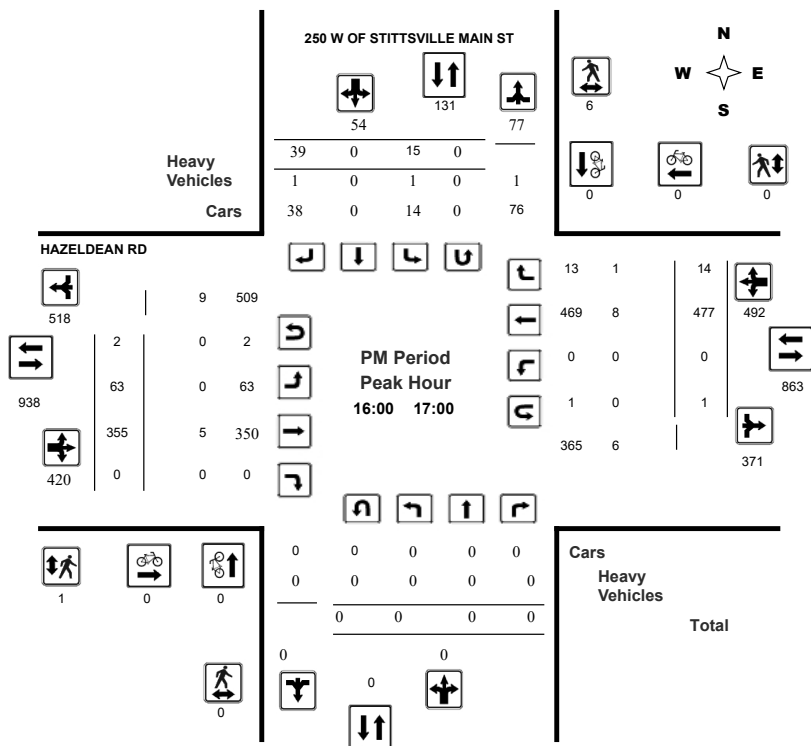 250 W OF STITTSVILLE MAIN ST
N
W E
S
131
54 77
6
39 0 15 0
Heavy
Vehicles
1 0 1 0 1
Cars 38 0 14 0 76
0 0 0
HAZELDEAN RD
518
9 509
13 1 14
492
2 0 2
469 8 477
938
63 0 63
PM Period
Peak Hour
16:00 17:00
0 0 0
863
355 5 350
1 0 1
420
0 0 0
365 6
371
0 0 0 0 0
Cars
0 0 0 0 0
Heavy
Vehicles
1 0 0
0 0 0 0
Total
0 0
0
0